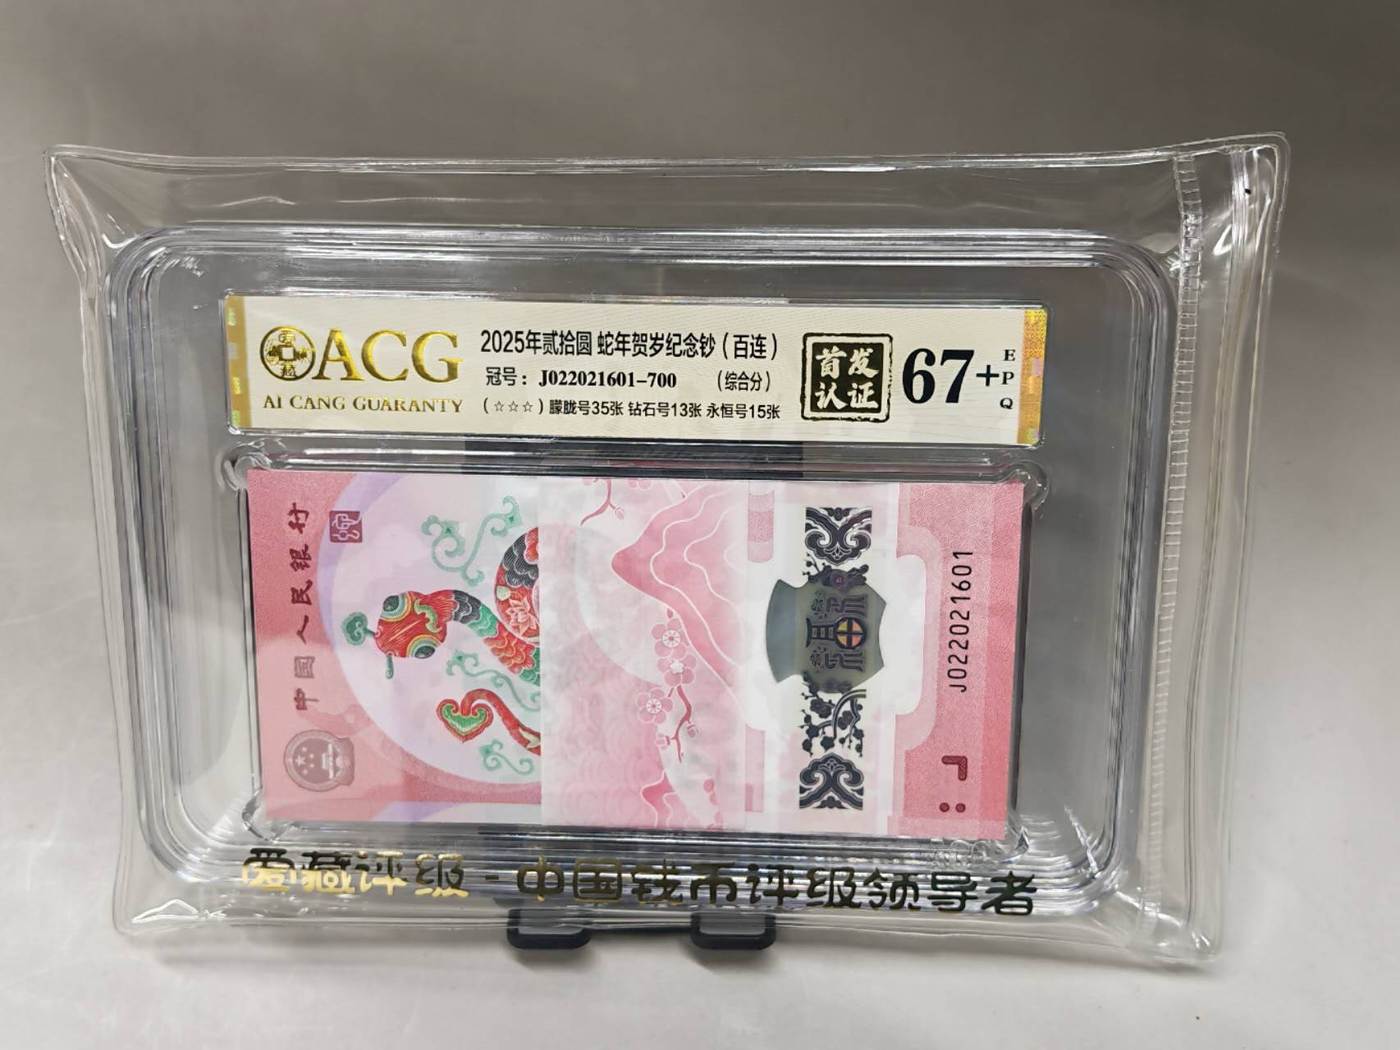 ACG
AI CANG GUARANTY
2025年贰拾圆 蛇年贺岁纪念钞（百连）
冠号：J022021601-700 （综合分）
（☆☆☆）朦胧号35张 钻石号13张 永恒号15张
首发
认证
67+
EPQ
中国人民银行
J022021601
爱藏评级-中国钱币评级领导者